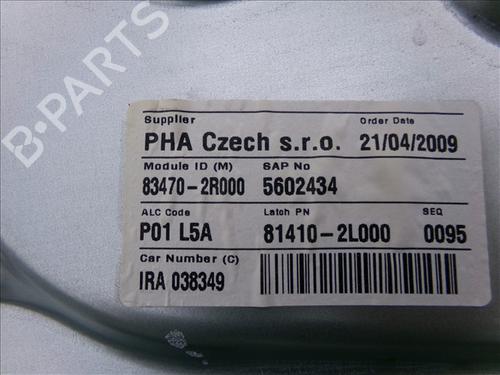 B-PARTS
Supplier Order Date
PHA Czech s.r.o. 21/04/2009
Module ID (M) SAP No
83470-2R000 5602434
ALC Code Latch PN SEQ
P01 L5A 81410-2L000 0095
Car Number (C)
IRA 038349